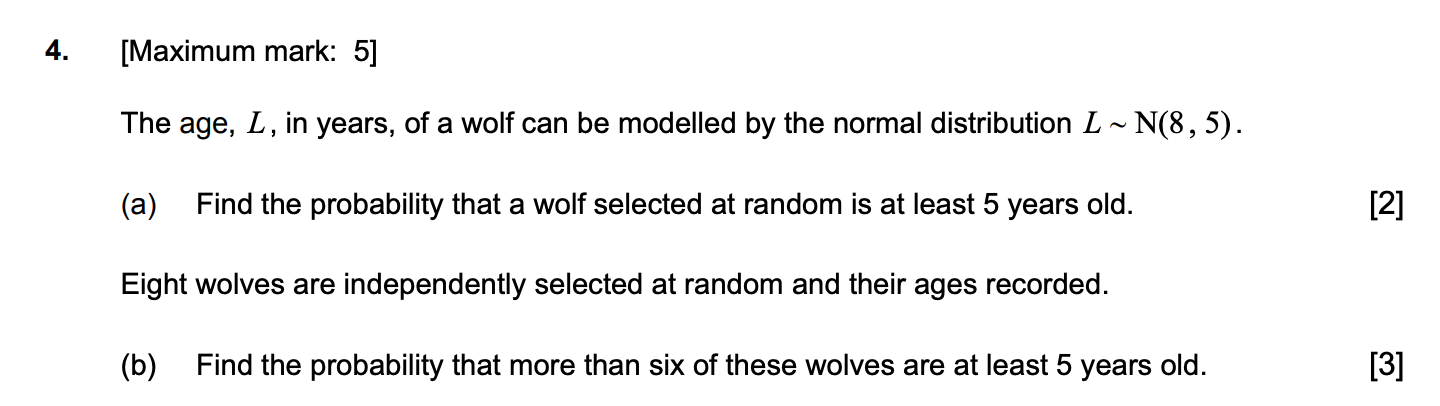 4. [Maximum mark: 5]
The age, L, in years, of a wolf can be modelled by the normal distribution L ~ N(8, 5).
(a) Find the probability that a wolf selected at random is at least 5 years old. [2]
Eight wolves are independently selected at random and their ages recorded.
(b) Find the probability that more than six of these wolves are at least 5 years old. [3]